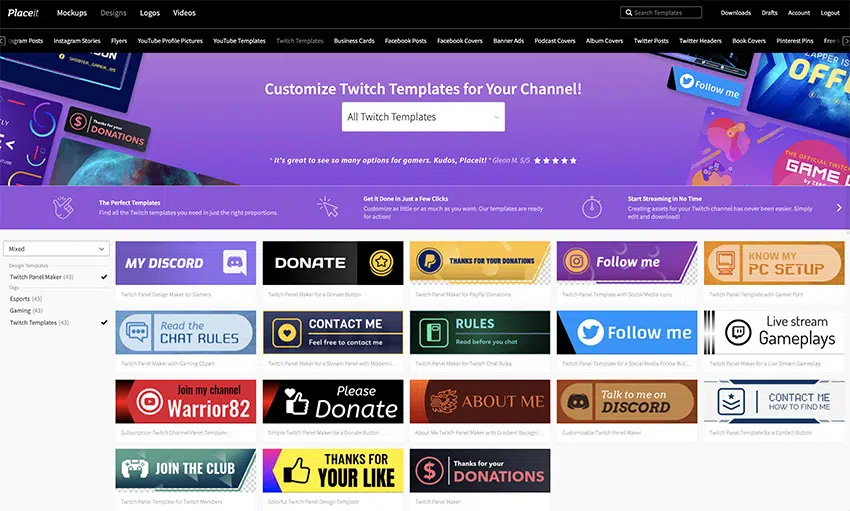 Placeit Mockups Designs Logos Videos Search Templates Downloads Drafts Account Logout
Instagram Stories Flyers YouTube Profile Pictures YouTube Templates Twitch Templates Business Cards Facebook Posts Facebook Covers Banner Ads Podcast Covers Album Covers Twitter Posts Twitter Headers Book Covers Pinterest Pins
Customize Twitch Templates for Your Channel!
All Twitch Templates
" It's great to see so many options for gamers. Kudos, Placeit! " Glenn M. 5/5
Thanks for your
DONATIONS
Follow me
GAME
The Perfect Templates
Find all the Twitch templates you need in just the right proportions.
Get it Done in Just a Few Clicks
Customize as little or as much as you want. Our templates are
ready for action!
Start Streaming in No Time
Creating assets for your Twitch channel has never been easier. Simply
edit and download!
Mixed
Design Templates
Twitch Panel Maker (43)
Tags
Esports (43)
Gaming (43)
Twitch Templates (43)
MY DISCORD
Twitch Panel Design Maker for Gamers
DONATE
Twitch Panel Maker for a Donate Button
THANKS FOR YOUR DONATIONS
Twitch Panel Maker for PayPal Donations
Follow me
Twitch Panel Template with Social Media Icons
KNOW MY
PC SETUP
Twitch Panel Template with Gamer Font
Read the
CHAT RULES
Twitch Panel Maker with Gaming Clipart
CONTACT ME
Feel free to contact me
Twitch Panel Maker for a Stream Panel with Modern I...
RULES
Read before you chat
Twitch Panel Maker for Twitch Chat Rules
Follow me
Twitch Panel Template for a Social Media Follow But...
Live stream
Gameplays
Twitch Panel Maker for a Live Stream Gameplay
Join my channel
Warrior82
Subscription Twitch Channel Panel Template
Please
Donate
Simple Twitch Panel Maker for a Donate Button
ABOUT ME
About Me Twitch Panel Maker with Gradient Backgro...
Talk to me on
DISCORD
Customizable Twitch Panel Maker
CONTACT ME
HOW TO FIND ME
Twitch Panel Template for a Contact Button
JOIN THE CLUB
Twitch Panel Template for Twitch Members
THANKS FOR
YOUR LIKE
Colorful Twitch Panel Design Template
Thanks for your
DONATIONS
Twitch Panel Maker